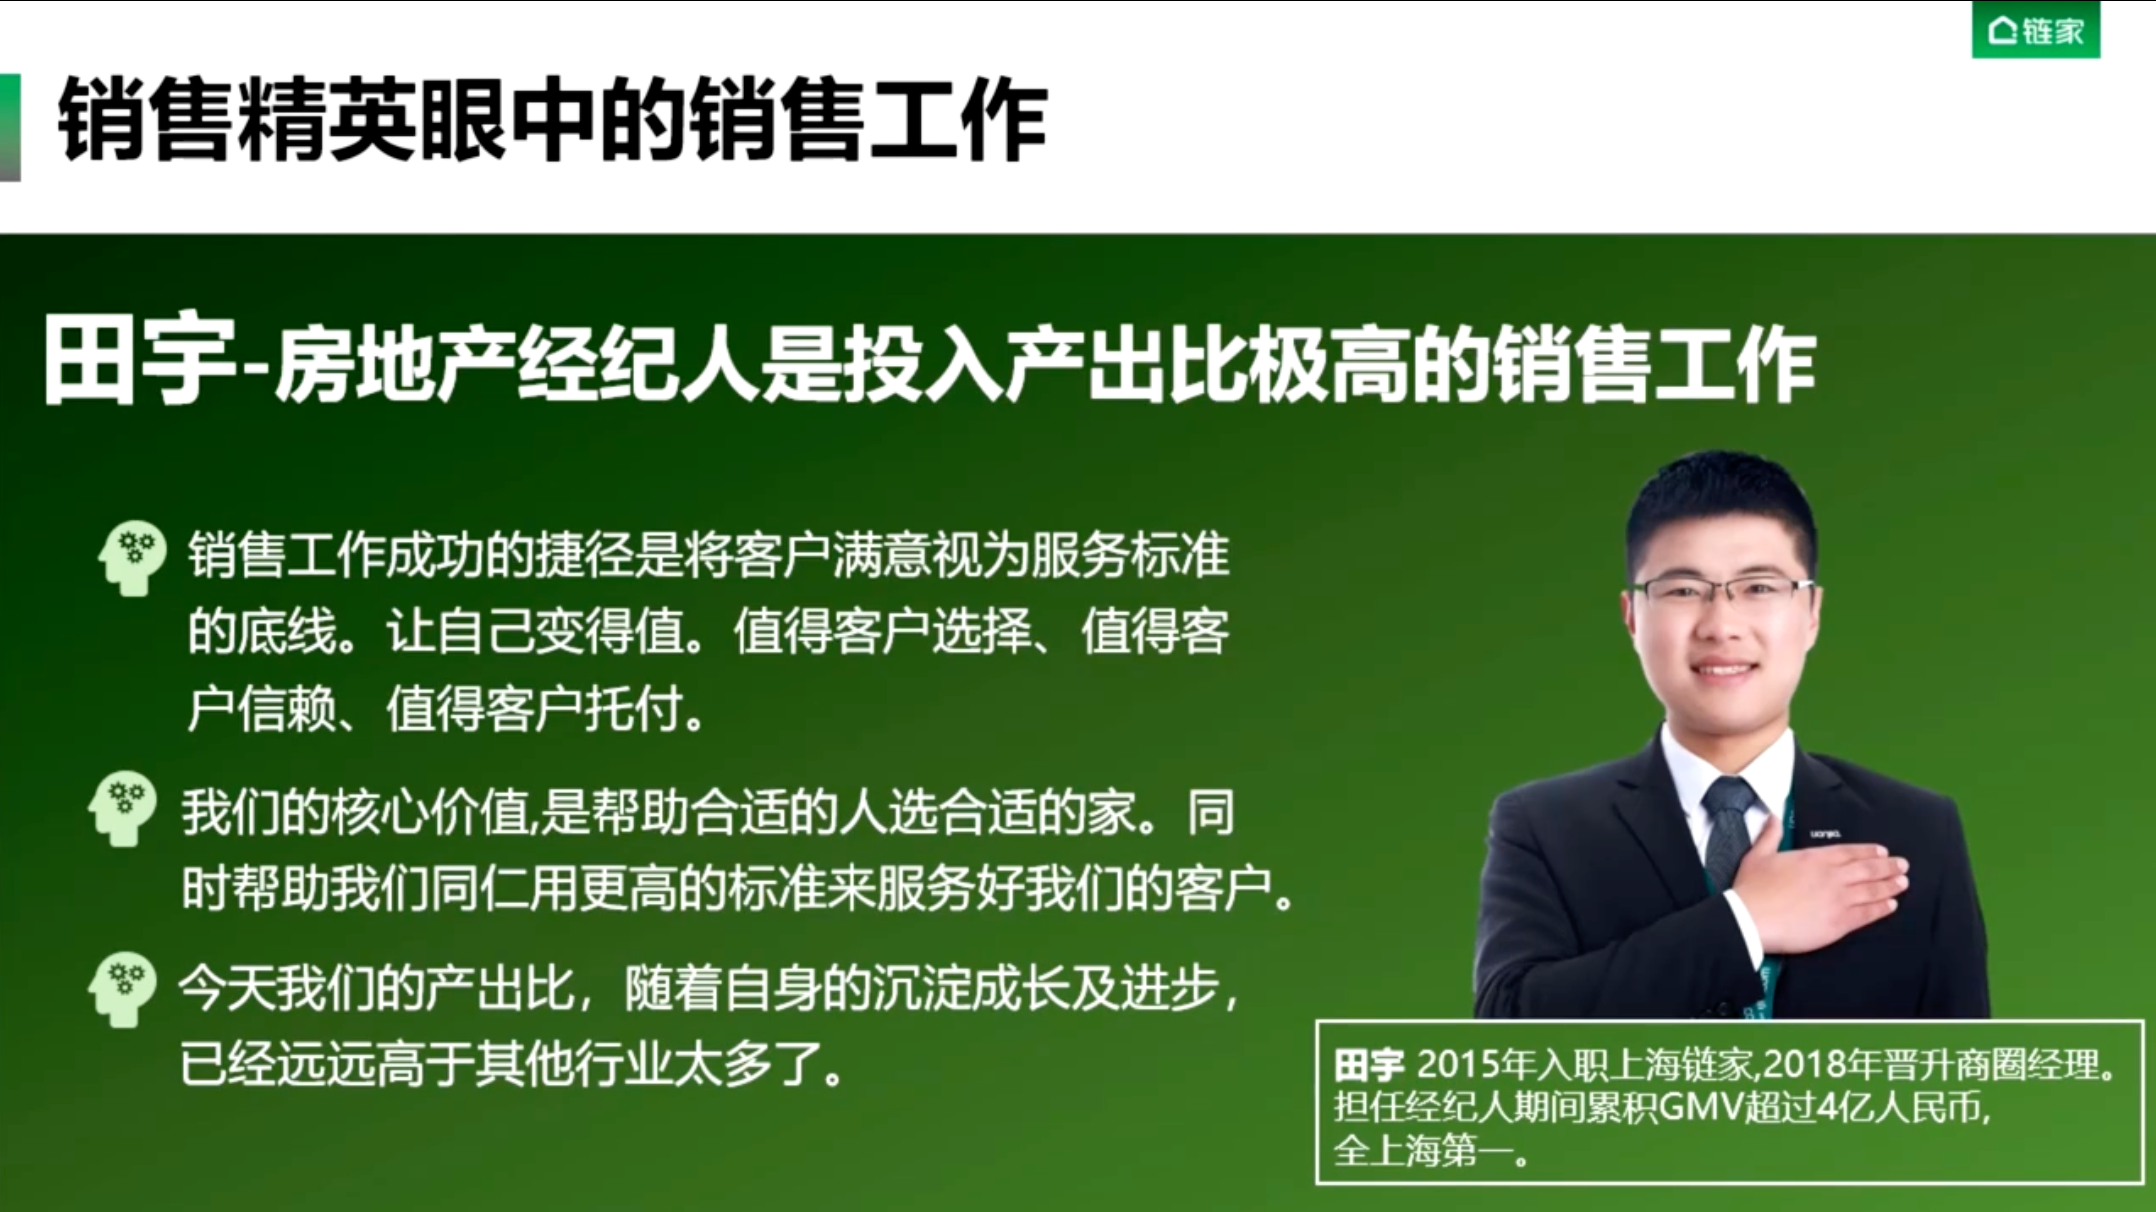 链家
销售精英眼中的销售工作
田宇-房地产经纪人是投入产出比极高的销售工作
销售工作成功的捷径是将客户满意视为服务标准
的底线。让自己变得值。值得客户选择、值得客
户信赖、值得客户托付。
我们的核心价值,是帮助合适的人选合适的家。同
时帮助我们同仁用更高的标准来服务好我们的客户。
今天我们的产出比，随着自身的沉淀成长及进步，
已经远远高于其他行业太多了。
田宇 2015年入职上海链家,2018年晋升商圈经理。
担任经纪人期间累积GMV超过4亿人民币,
全上海第一。